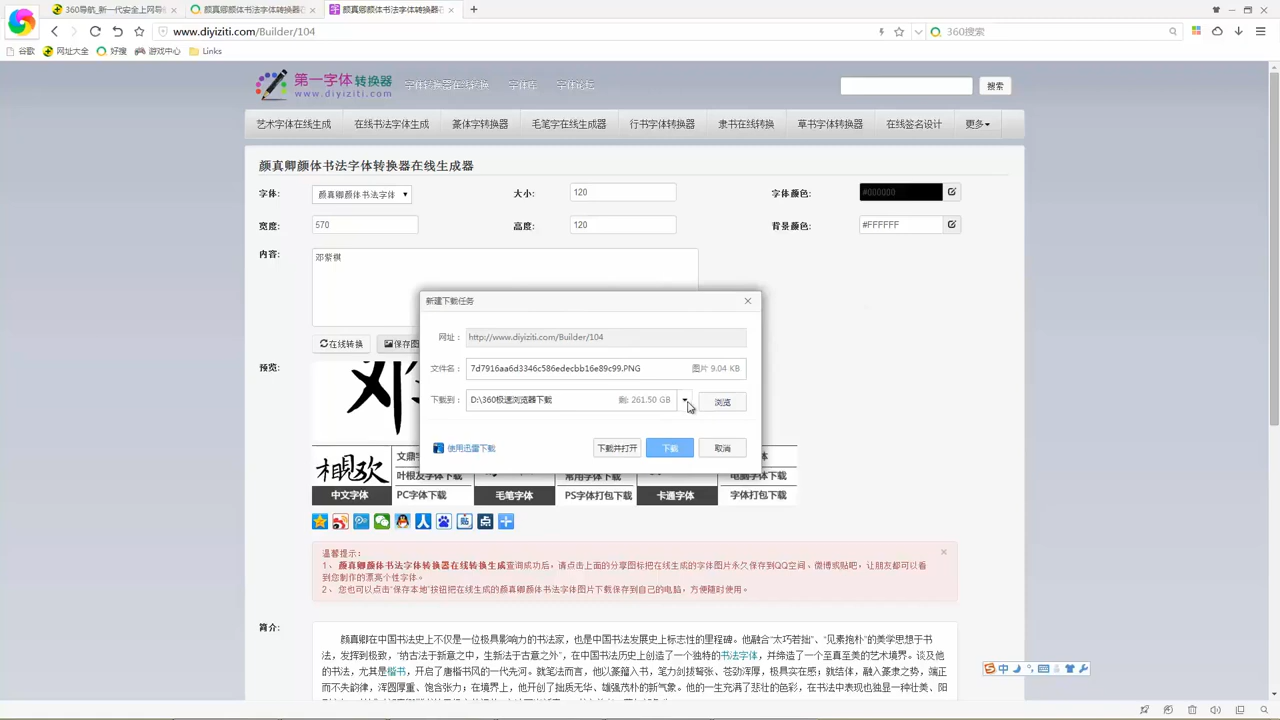 360导航_新一代安全上网导航
颜真卿颜体书法字体转换器在
颜真卿颜体书法字体转换器在
www.diyiziti.com/Builder/104
360搜索
谷歌 网址大全 好搜 游戏中心 Links
第一字体转换器
www.diyiziti.com
字体转换器在线转换 字体库 字体论坛
搜索
艺术字体在线生成 在线书法字体生成 篆体字转换器 毛笔字在线生成器 行书字体转换器 隶书在线转换 草书字体转换器 在线签名设计 更多
颜真卿颜体书法字体转换器在线生成器
字体: 颜真卿颜体书法字体 大小: 120 字体颜色: #000000
宽度: 570 高度: 120 背景颜色: #FFFFFF
内容: 邓紫棋
新建下载任务
网址: http://www.diyiziti.com/Builder/104
在线转换 保存图
预览: 邓
文件名: 7d7916aa6d3346c586edecbb16e89c99.PNG 图片 9.04 KB
下载到: D:\360极速浏览器下载 剩: 261.50 GB 浏览
使用迅雷下载 下载并打开 下载 取消
叶根友字体下载 常用字体下载 电脑字体下载
中文字体 PC字体下载 毛笔字体 PS字体打包下载 卡通字体 字体打包下载
温馨提示:
1、 颜真卿颜体书法字体转换器在线转换生成查询成功后，请点击上面的分享图标把在线生成的字体图片永久保存到QQ空间、微博或贴吧，让朋友都可以看
到您制作的漂亮个性字体。
2、 您也可以点击“保存本地”按钮把在线生成的颜真卿颜体书法字体图片下载保存到自己的电脑，方便随时使用。
简介:
颜真卿在中国书法史上不仅是一位极具影响力的书法家，也是中国书法发展史上标志性的里程碑。他融合“太巧若拙”、“见素抱朴”的美学思想于书
法，发挥到极致，“纳古法于新意之中，生新法于古意之外”，在中国书法史上创造了一个独特的书法字体，并缔造了一个至真至美的艺术境界。谈及他
的书法，尤其是楷书，开启了唐楷书风的一代先河。就笔法而言，他以篆籀入书，笔力剑拔弩张、苍劲浑厚，极具实在感，就结体，融入篆隶之势，端正
而不失韵律，浑圆厚重、饱含张力，在境界上，他开创了拙质无华、雄强茂朴的新气象。他的一生充满了悲壮的色彩，在书法中表现也独显一种壮美、阳
中